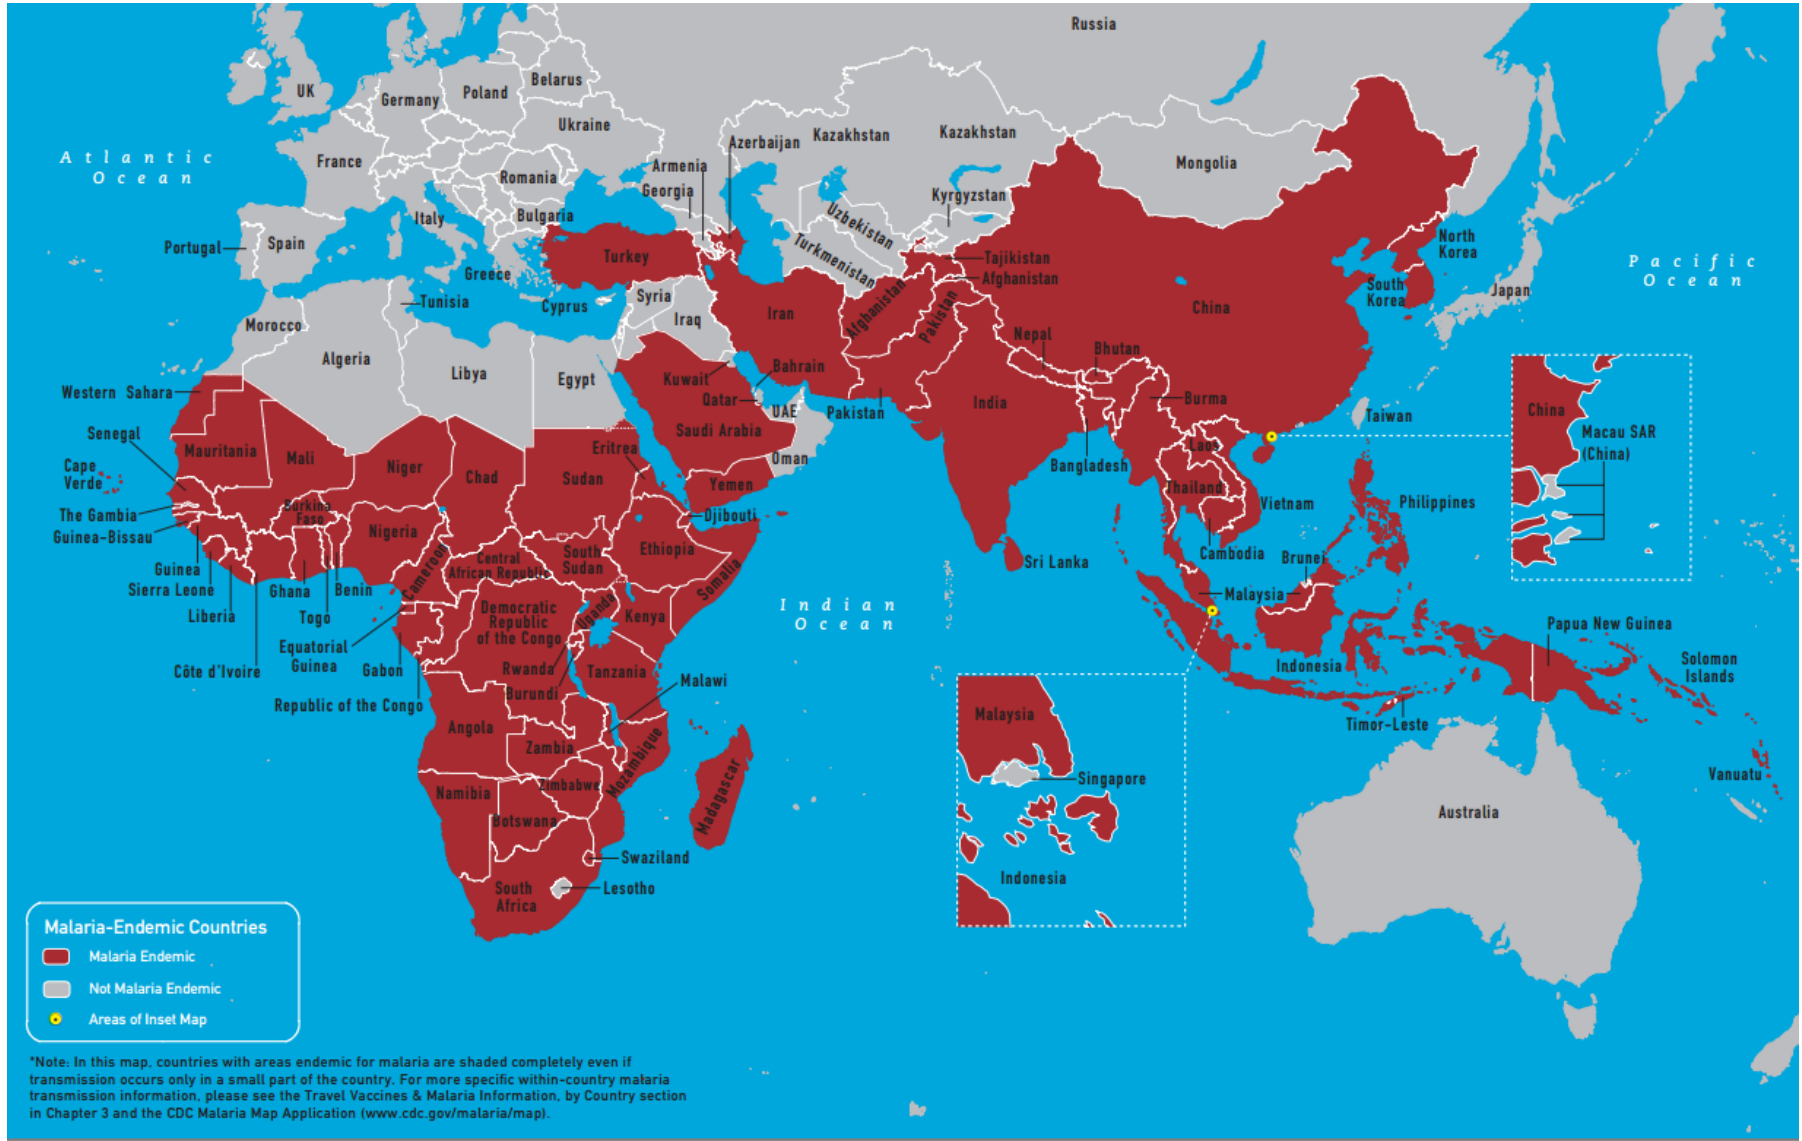 Russia
Belarus
UK
Poland
Germany
Ukraine
Kazakhstan
Kazakhstan
Azerbaijan
Atlantic
Ocean
France
Armenia
Mongolia
Romania
Georgia
Kyrgyzstan
Italy
Bulgaria
Uzbekistan
Portugal
Spain
Turkmenistan
North
Korea
Turkey
Tajikistan
Pacific
Ocean
Greece
Afghanistan
South
Korea
Japan
Tunisia
Cyprus
Syria
Iran
Afghanistan
Pakistan
China
Morocco
Iraq
Nepal
Bhutan
Algeria
Libya
Egypt
Bahrain
Kuwait
Western Sahara
Qatar
UAE
Pakistan
India
Burma
Taiwan
China
Macau SAR
(China)
Senegal
Saudi Arabia
Mauritania
Mali
Niger
Eritrea
Laos
Oman
Bangladesh
Cape
Verde
Chad
Sudan
Yemen
Thailand
Vietnam
Philippines
Burkina
Faso
The Gambia
Djibouti
Guinea-Bissau
Nigeria
Ethiopia
South
Sudan
Central
African Republic
Cameroon
Somalia
Cambodia
Brunei
Sri Lanka
Guinea
Sierra Leone
Ghana
Benin
Malaysia
Liberia
Togo
Democratic
Republic
of the Congo
Uganda
Kenya
Indian
Ocean
Papua New Guinea
Equatorial
Guinea
Solomon
Islands
Côte d'Ivoire
Gabon
Rwanda
Tanzania
Indonesia
Burundi
Malawi
Republic of the Congo
Malaysia
Timor-Leste
Angola
Zambia
Mozambique
Singapore
Vanuatu
Namibia
Zimbabwe
Madagascar
Botswana
Australia
Swaziland
Indonesia
South
Africa
Lesotho
Malaria-Endemic Countries
Malaria Endemic
Not Malaria Endemic
Areas of Inset Map
*Note: In this map, countries with areas endemic for malaria are shaded completely even if
transmission occurs only in a small part of the country. For more specific within-country malaria
transmission information, please see the Travel Vaccines & Malaria Information, by Country section
in Chapter 3 and the CDC Malaria Map Application (www.cdc.gov/malaria/map).